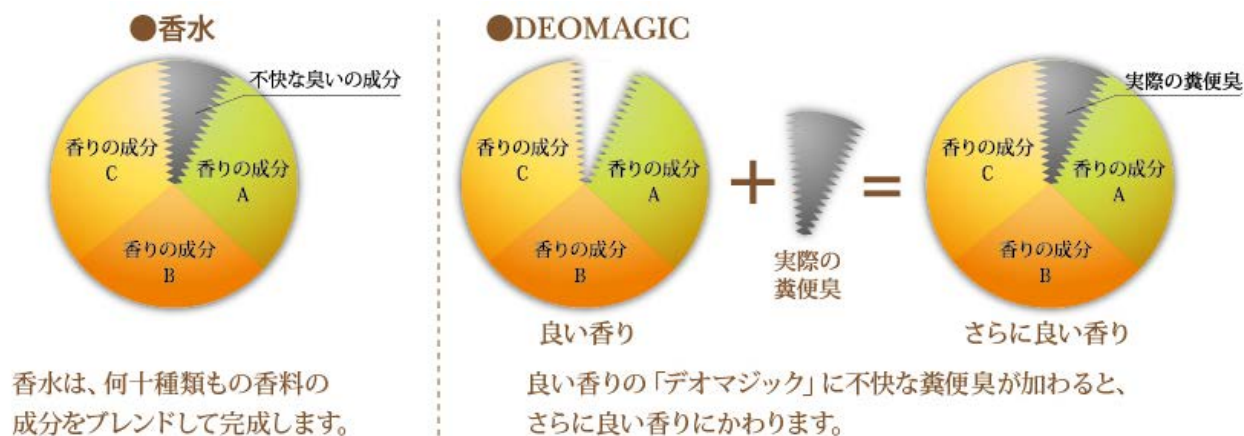 ●香水
不快な臭いの成分
香りの成分
C
香りの成分
A
香りの成分
B
香水は、何十種類もの香料の
成分をブレンドして完成します。
●DEOMAGIC
香りの成分
C
香りの成分
A
香りの成分
B
良い香り
+
実際の
糞便臭
=
実際の糞便臭
香りの成分
C
香りの成分
A
香りの成分
B
さらに良い香り
良い香りの「デオマジック」に不快な糞便臭が加わると、
さらに良い香りにかわります。